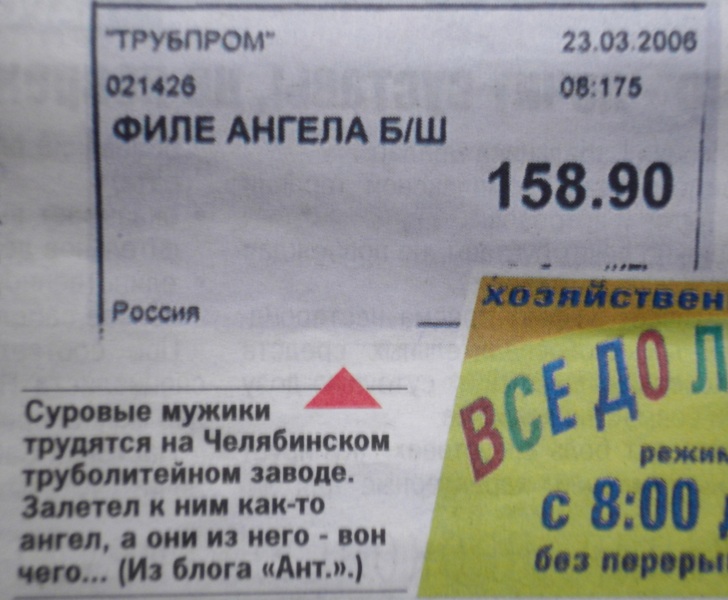 "ТРУБПРОМ" 23.03.2006
021426 08:175
ФИЛЕ АНГЕЛА Б/Ш
158.90
Россия
Суровые мужики
трудятся на Челябинском
труболитейном заводе.
Залетел к ним как-то
ангел, а они из него - вон
чего... (Из блога «Ант.».)
хозяйствен
ВСЕ ДО Л
режим
с 8:00
без перерыв